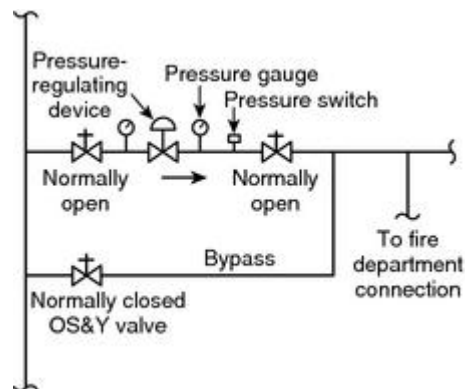 Pressure-
regulating
device
Pressure gauge
Pressure switch
Normally
open
Normally
open
To fire
department
connection
Bypass
Normally closed
OS&Y valve